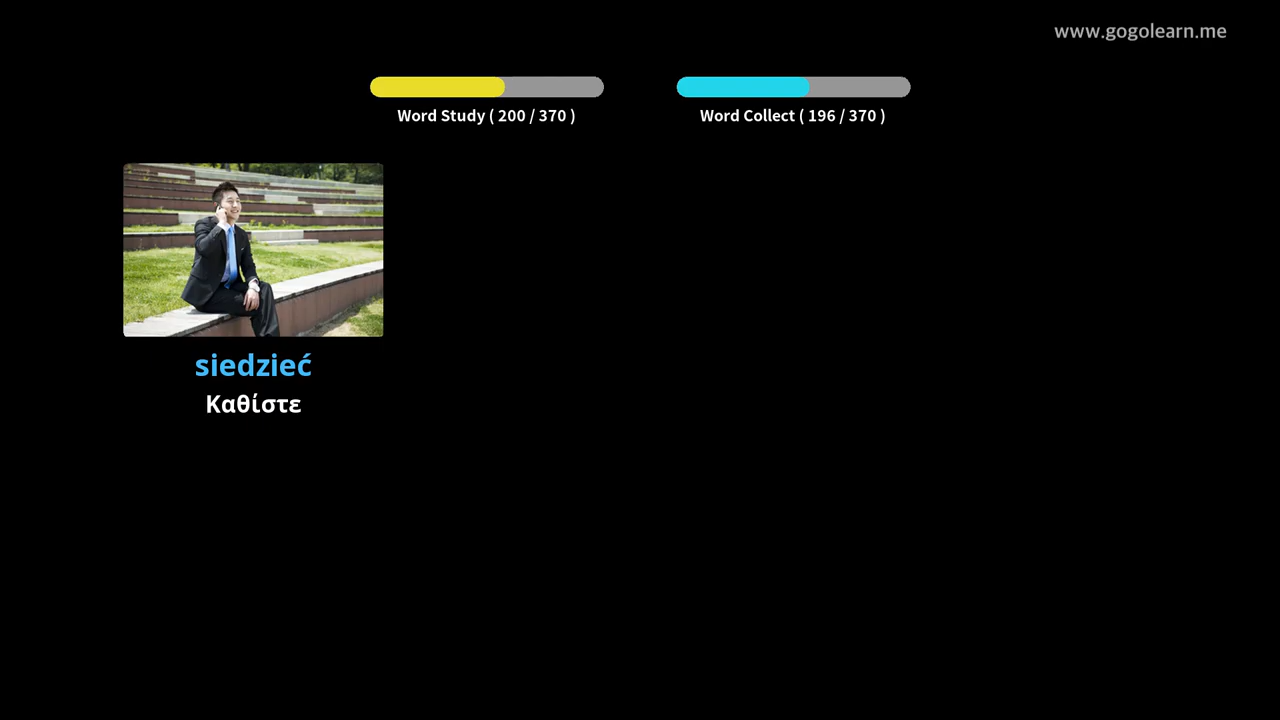 www.gogolearn.me
Word Study ( 200 / 370 )
Word Collect ( 196 / 370 )
siedzieć
Καθίστε